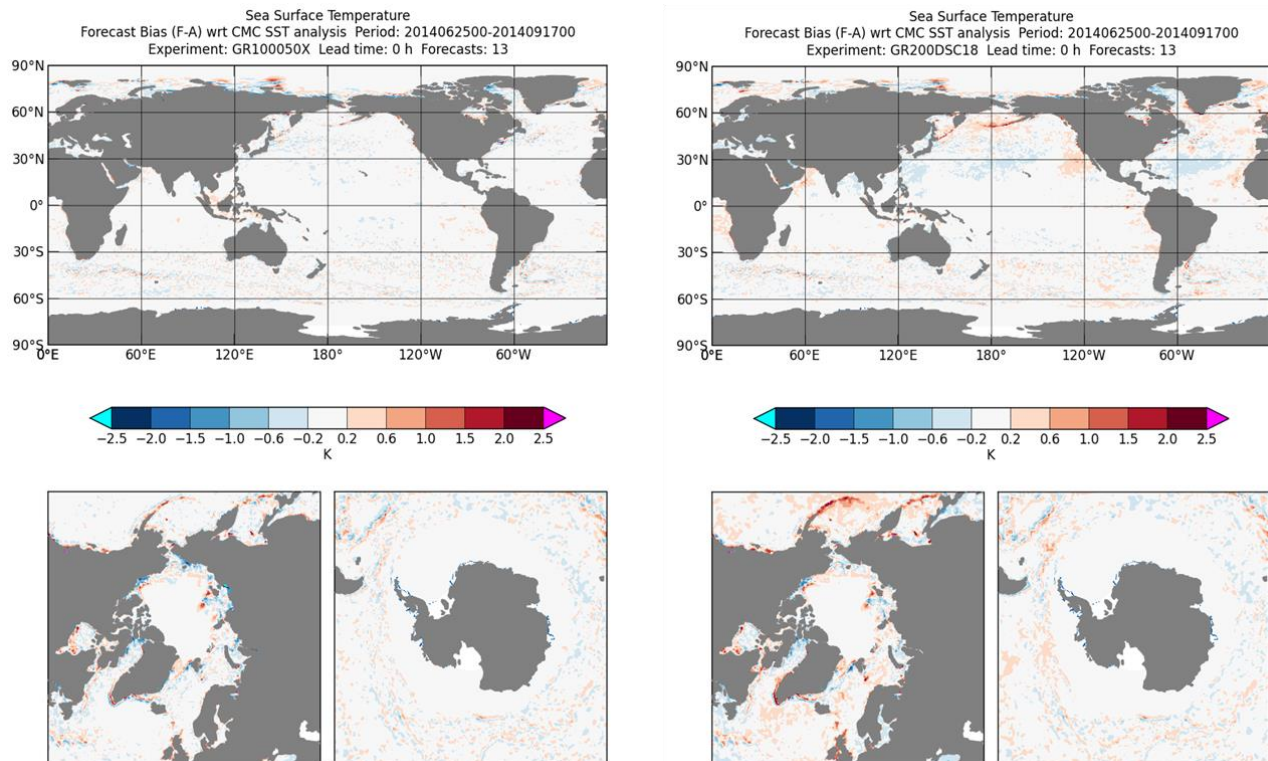 Sea Surface Temperature
Forecast Bias (F-A) wrt CMC SST analysis Period: 2014062500-2014091700
Experiment: GR100050X Lead time: 0 h Forecasts: 13
90°N
60°N
30°N
0°
30°S
60°S
90°S
0°E 60°E 120°E 180° 120°W 60°W
−2.5 −2.0 −1.5 −1.0 −0.6 −0.2 0.2 0.6 1.0 1.5 2.0 2.5
K
Sea Surface Temperature
Forecast Bias (F-A) wrt CMC SST analysis Period: 2014062500-2014091700
Experiment: GR200DSC18 Lead time: 0 h Forecasts: 13
90°N
60°N
30°N
0°
30°S
60°S
90°S
0°E 60°E 120°E 180° 120°W 60°W
−2.5 −2.0 −1.5 −1.0 −0.6 −0.2 0.2 0.6 1.0 1.5 2.0 2.5
K